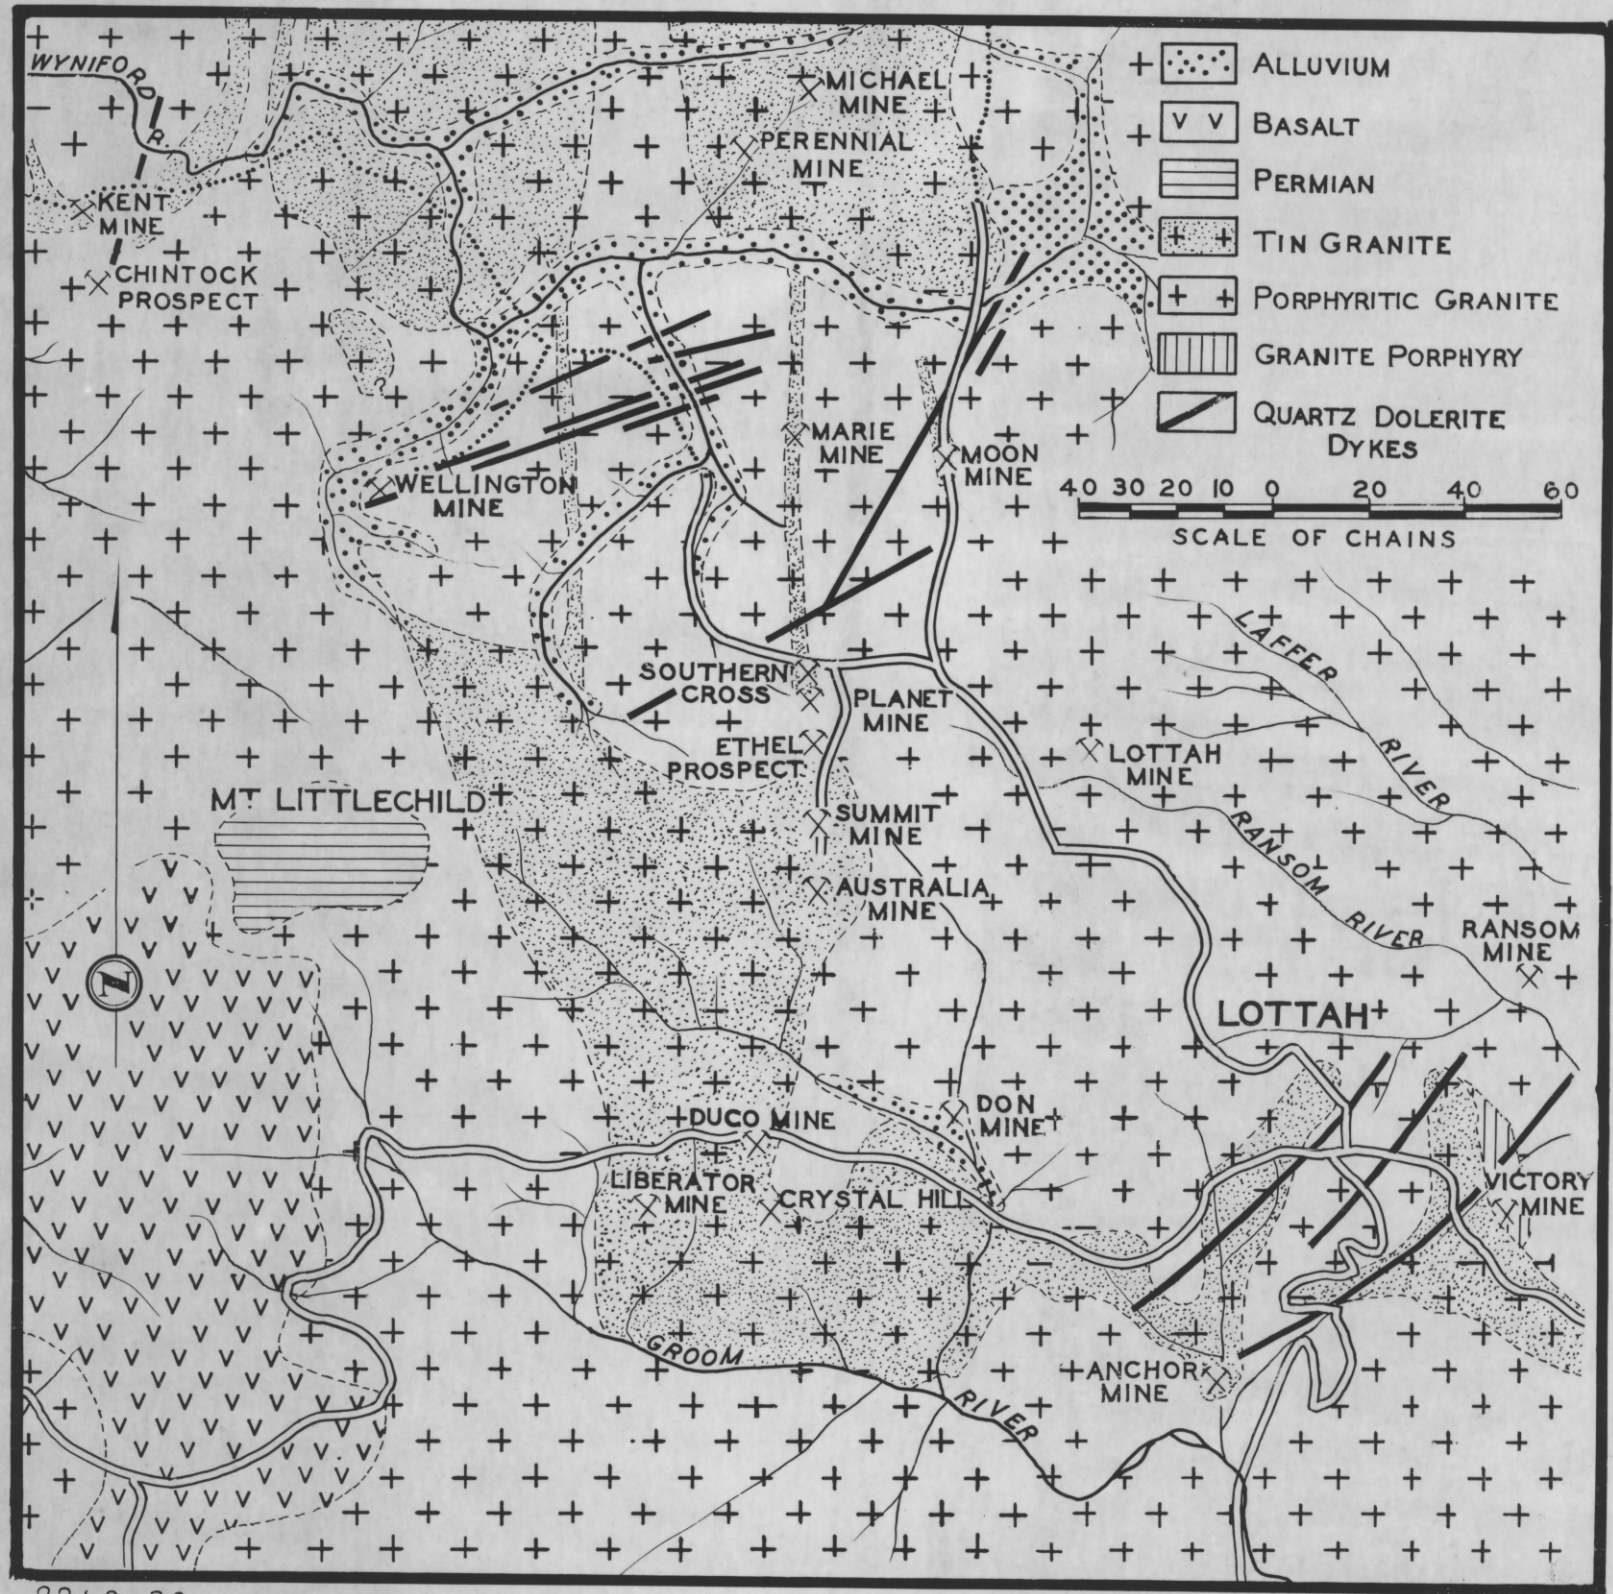 WYNIFORD R.
MICHAEL
MINE
PERENNIAL
MINE
KENT
MINE
CHINTOCK
PROSPECT
ALLUVIUM
V V BASALT
PERMIAN
+ + TIN GRANITE
+ + PORPHYRITIC GRANITE
GRANITE PORPHYRY
QUARTZ DOLERITE
DYKES
40 30 20 10 0 20 40 60
SCALE OF CHAINS
?
MARIE
MINE
MOON
MINE
WELLINGTON
MINE
LAFFER RIVER
SOUTHERN
CROSS
PLANET
MINE
ETHEL
PROSPECT
LOTTAH
MINE
MT LITTLECHILD
SUMMIT
MINE
RANSOM RIVER
AUSTRALIA
MINE
RANSOM
MINE
N
LOTTAH
DON
MINE
DUCO MINE
LIBERATOR
MINE
CRYSTAL HILL
VICTORY
MINE
GROOM RIVER
ANCHOR
MINE